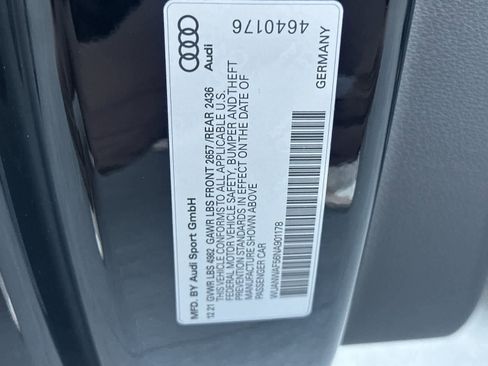 4640176
Audi
GERMANY
MFD. BY Audi Sport GmbH
12 21 GVWR LBS 4982 GAWR LBS FRONT 2657 /REAR 2436
THIS VEHICLE CONFORMS TO ALL APPLICABLE U.S.
FEDERAL MOTOR VEHICLE SAFETY, BUMPER AND THEFT
PREVENTION STANDARDS IN EFFECT ON THE DATE OF
MANUFACTURE SHOWN ABOVE
PASSENGER CAR
WUANWAF56NA901178